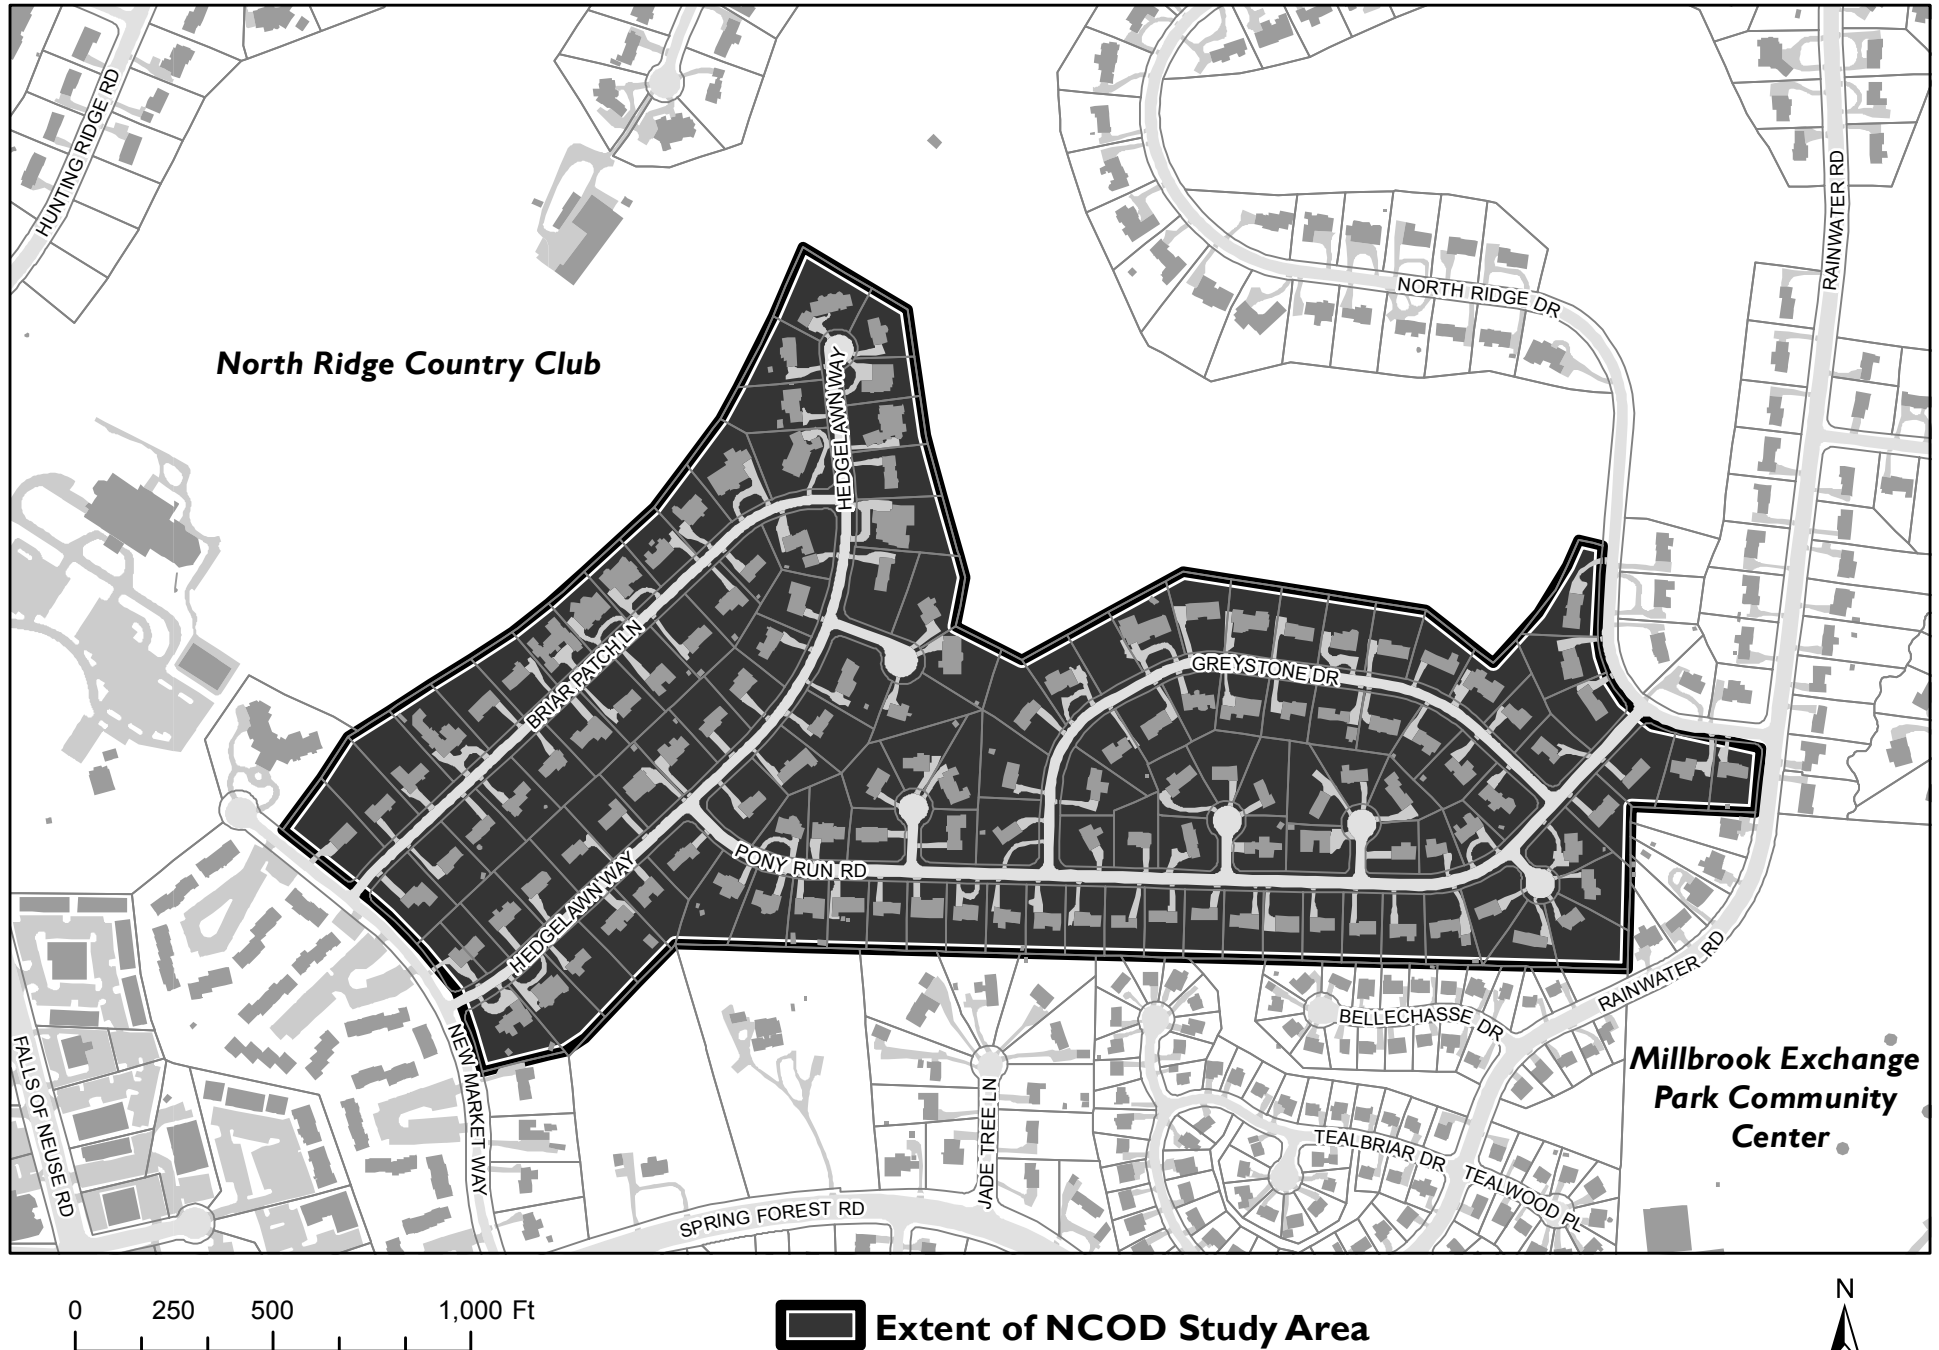 HUNTING RIDGE RD
RAINWATER RD
NORTH RIDGE DR
North Ridge Country Club
HEDGELAWN WAY
BRIAR PATCH LN
GREYSTONE DR
PONY RUN RD
HEDGELAWN WAY
RAINWATER RD
BELLECHASSE DR
NEW MARKET WAY
FALLS OF NEUSE RD
Millbrook Exchange
Park Community
Center
JADE TREE LN
TEALBRIAR DR
TEALWOOD PL
SPRING FOREST RD
0 250 500 1,000 Ft
Extent of NCOD Study Area
N